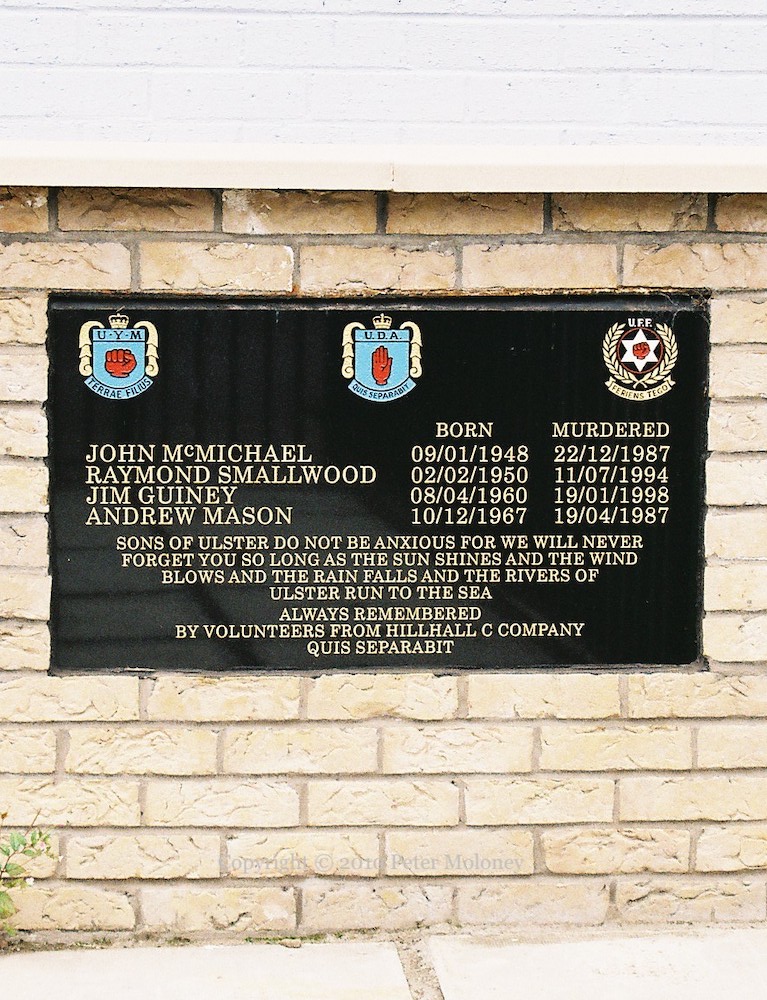 U·Y·M
TERRAE FILIUS
U.D.A.
QUIS SEPARABIT
U.F.F.
FERIENS TEGO
BORN MURDERED
JOHN McMICHAEL 09/01/1948 22/12/1987
RAYMOND SMALLWOOD 02/02/1950 11/07/1994
JIM GUINEY 08/04/1960 19/01/1998
ANDREW MASON 10/12/1967 19/04/1987
SONS OF ULSTER DO NOT BE ANXIOUS FOR WE WILL NEVER
FORGET YOU SO LONG AS THE SUN SHINES AND THE WIND
BLOWS AND THE RAIN FALLS AND THE RIVERS OF
ULSTER RUN TO THE SEA
ALWAYS REMEMBERED
BY VOLUNTEERS FROM HILLHALL C COMPANY
QUIS SEPARABIT
Copyright © 2010 Peter Moloney